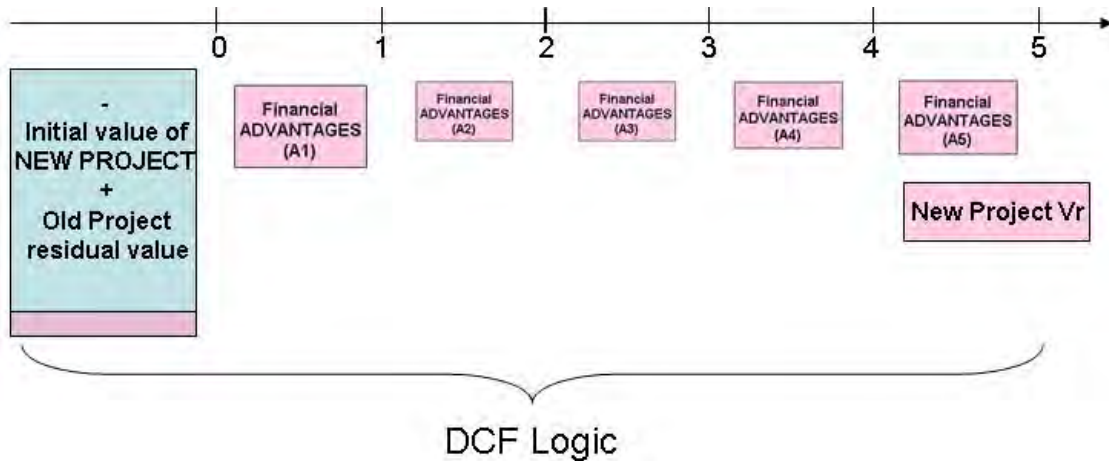 0 1 2 3 4 5
-
Initial value of
NEW PROJECT
+
Old Project
residual value
Financial
ADVANTAGES
(A1)
Financial
ADVANTAGES
(A2)
Financial
ADVANTAGES
(A3)
Financial
ADVANTAGES
(A4)
Financial
ADVANTAGES
(A5)
New Project Vr
DCF Logic